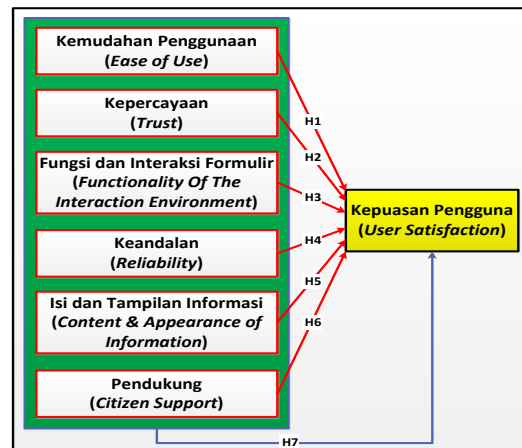 Kemudahan Penggunaan
(Ease of Use)
Kepercayaan
(Trust)
Fungsi dan Interaksi Formulir
(Functionality Of The
Interaction Environment)
Keandalan
(Reliability)
Isi dan Tampilan Informasi
(Content & Appearance of
Information)
Pendukung
(Citizen Support)
H1
H2
H3
H4
H5
H6
Kepuasan Pengguna
(User Satisfaction)
H7